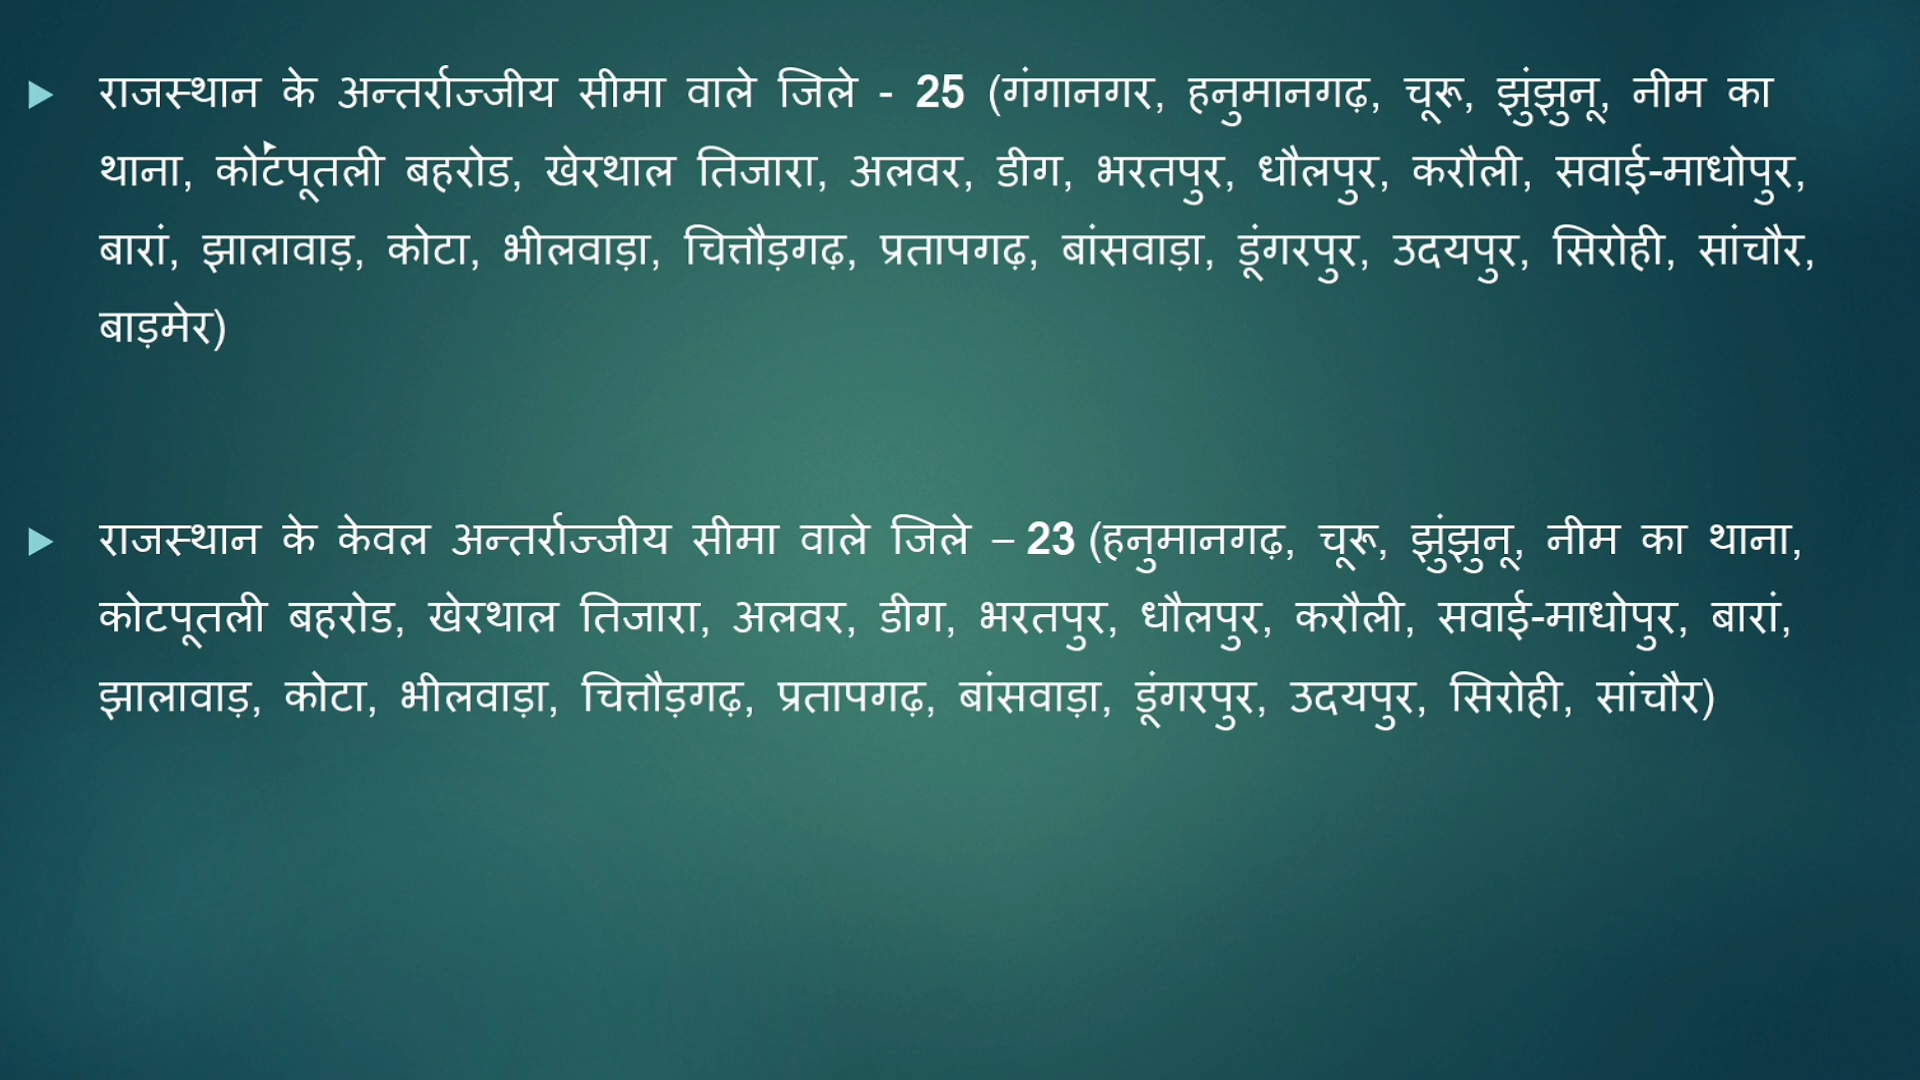 राजस्थान के अन्तर्राज्जीय सीमा वाले जिले - 25 (गंगानगर, हनुमानगढ़, चूरू, झुंझुनू, नीम का
थाना, कोटपूतली बहरोड, खेरथाल तिजारा, अलवर, डीग, भरतपुर, धौलपुर, करौली, सवाई-माधोपुर,
बारां, झालावाड़, कोटा, भीलवाड़ा, चित्तौड़गढ़, प्रतापगढ़, बांसवाड़ा, डूंगरपुर, उदयपुर, सिरोही, सांचौर,
बाड़मेर)
राजस्थान के केवल अन्तर्राज्जीय सीमा वाले जिले – 23 (हनुमानगढ़, चूरू, झुंझुनू, नीम का थाना,
कोटपूतली बहरोड, खेरथाल तिजारा, अलवर, डीग, भरतपुर, धौलपुर, करौली, सवाई-माधोपुर, बारां,
झालावाड़, कोटा, भीलवाड़ा, चित्तौड़गढ़, प्रतापगढ़, बांसवाड़ा, डूंगरपुर, उदयपुर, सिरोही, सांचौर)